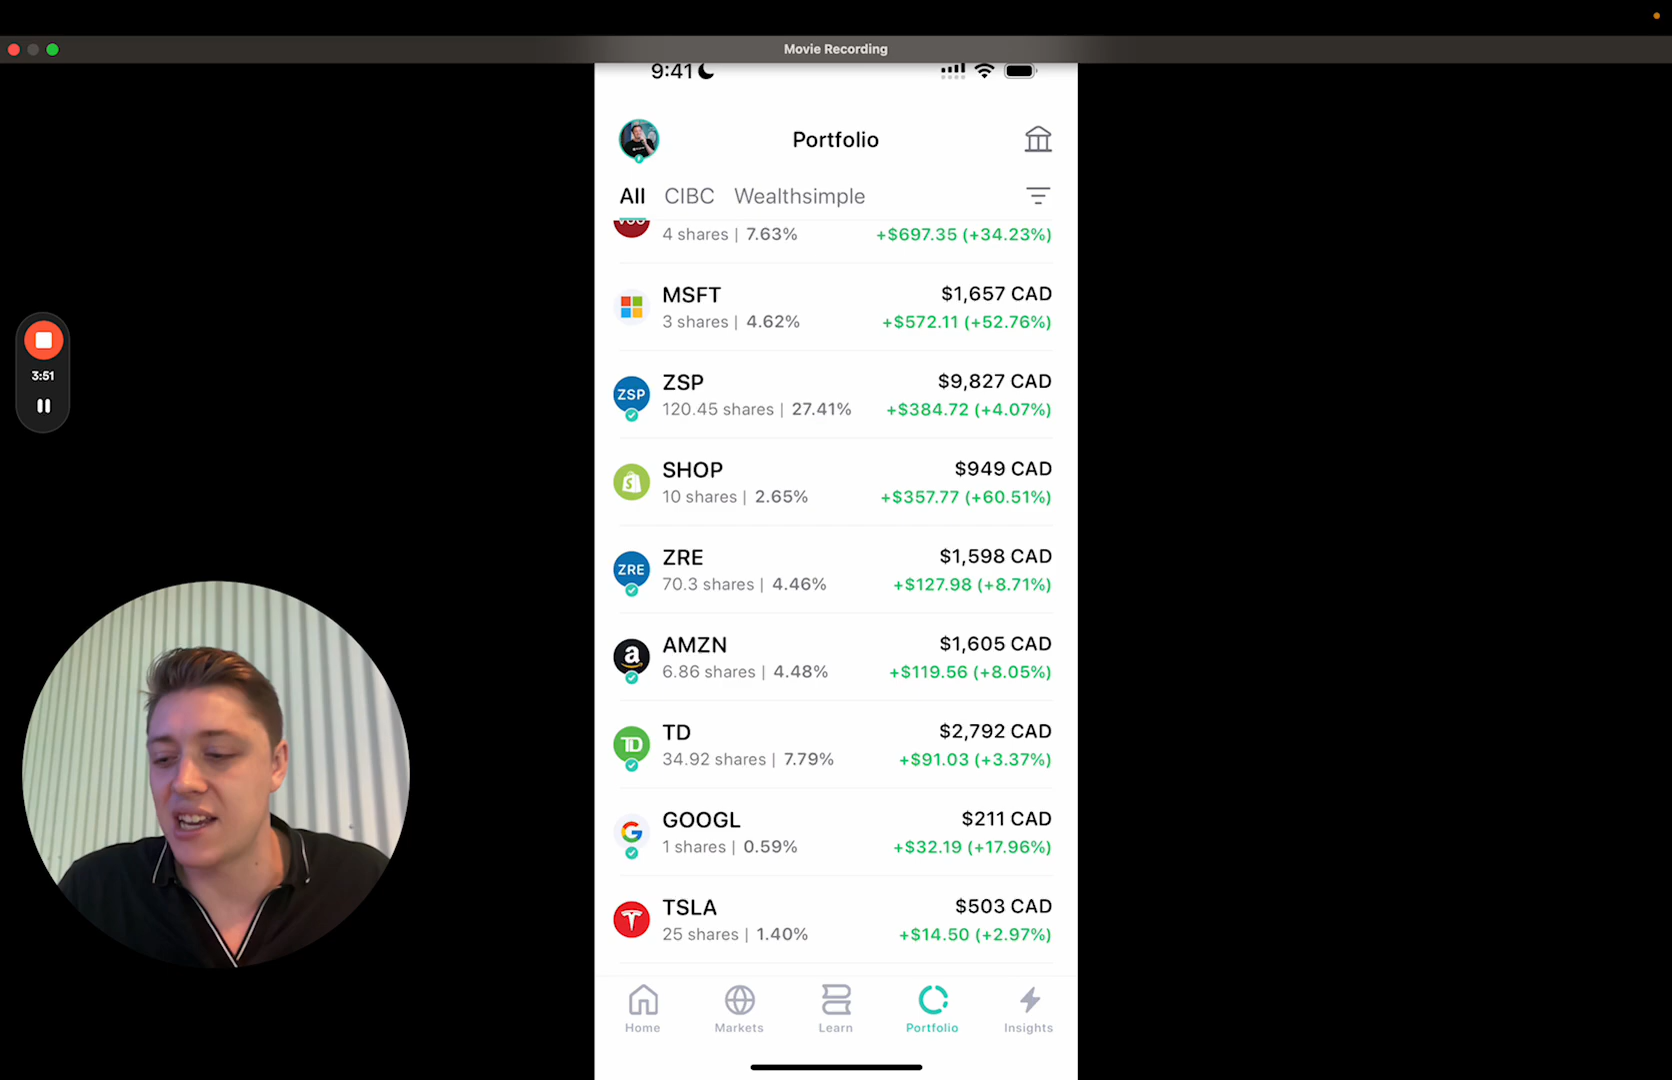 Movie Recording
9:41
Portfolio
All CIBC Wealthsimple
4 shares | 7.63% +$697.35 (+34.23%)
MSFT $1,657 CAD
3 shares | 4.62% +$572.11 (+52.76%)
ZSP ZSP $9,827 CAD
120.45 shares | 27.41% +$384.72 (+4.07%)
SHOP $949 CAD
10 shares | 2.65% +$357.77 (+60.51%)
ZRE ZRE $1,598 CAD
70.3 shares | 4.46% +$127.98 (+8.71%)
AMZN $1,605 CAD
6.86 shares | 4.48% +$119.56 (+8.05%)
TD TD $2,792 CAD
34.92 shares | 7.79% +$91.03 (+3.37%)
GOOGL $211 CAD
1 shares | 0.59% +$32.19 (+17.96%)
TSLA $503 CAD
25 shares | 1.40% +$14.50 (+2.97%)
Home Markets Learn Portfolio Insights
3:51